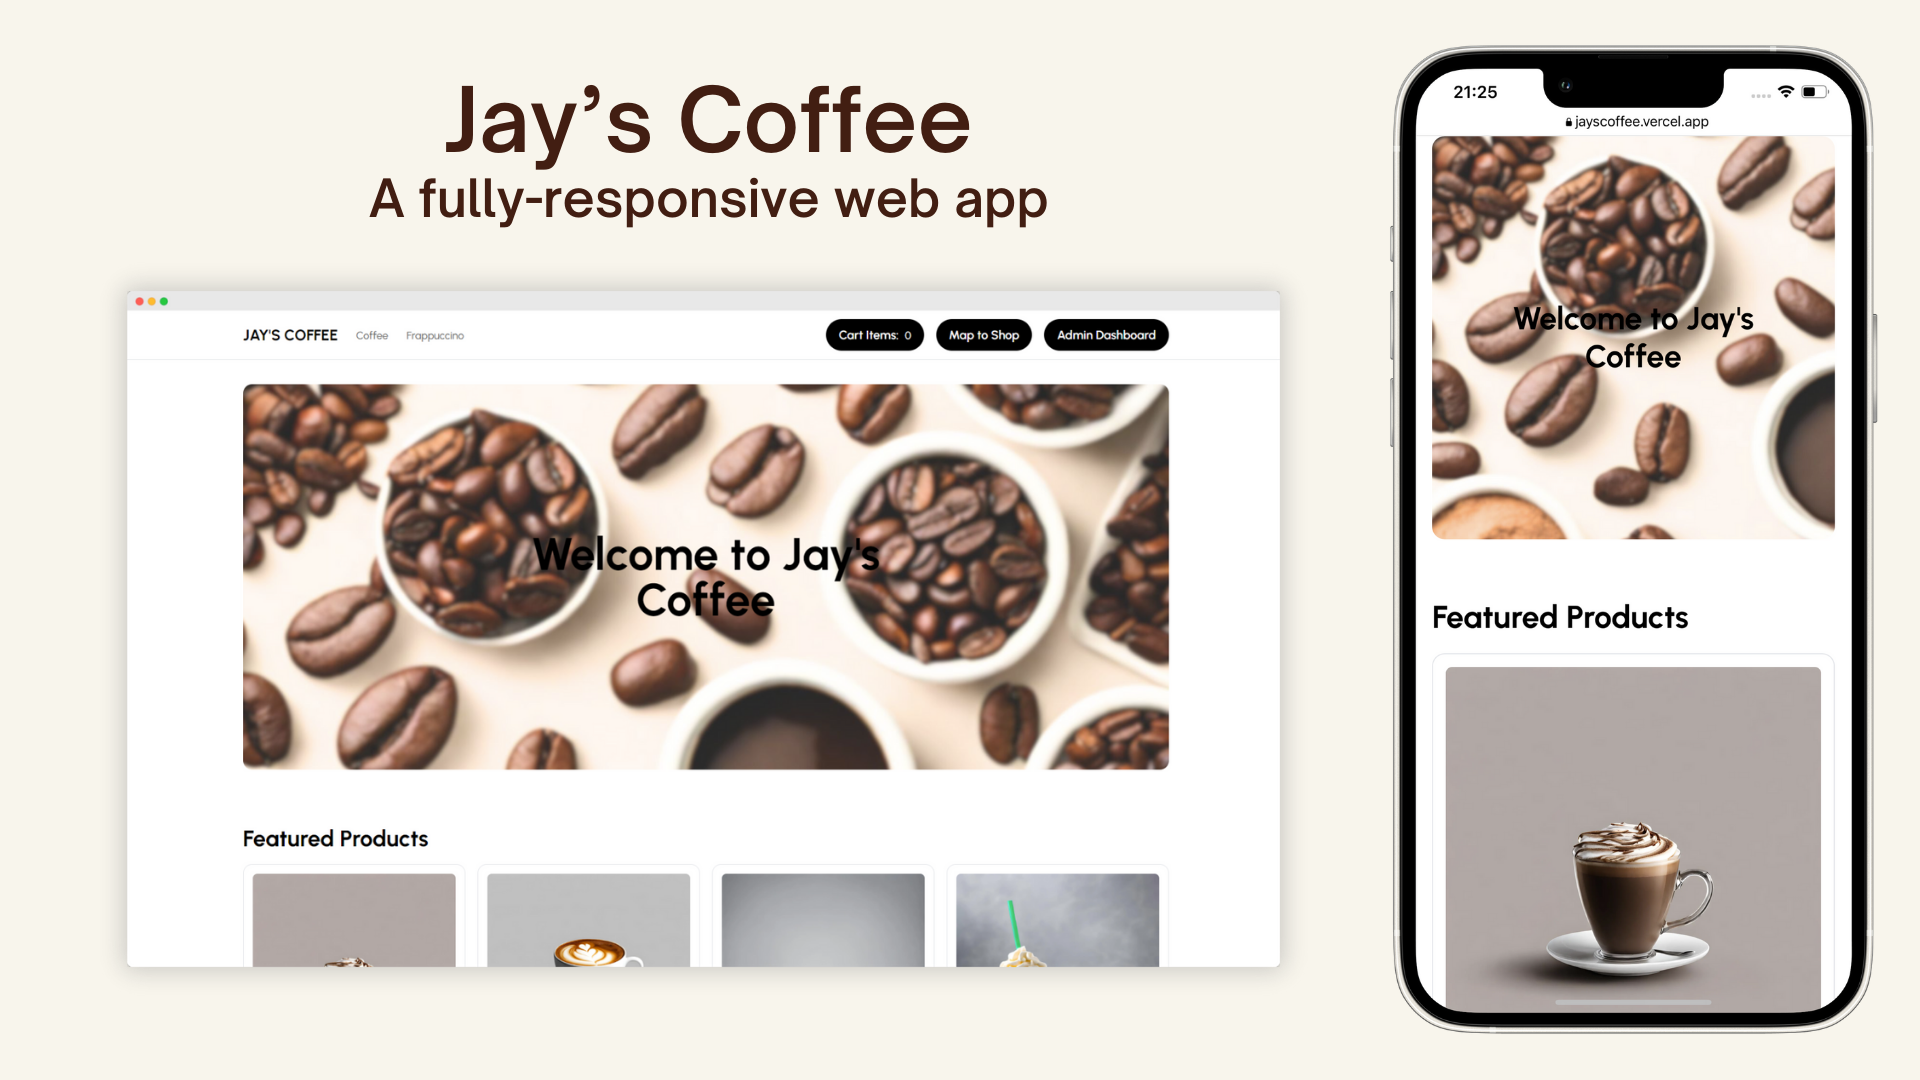 Jay’s Coffee
A fully-responsive web app
JAY'S COFFEE Coffee Frappuccino Cart Items: 0 Map to Shop Admin Dashboard
Welcome to Jay's
Coffee
Featured Products
21:25
jayscoffee.vercel.app
Welcome to Jay's
Coffee
Featured Products